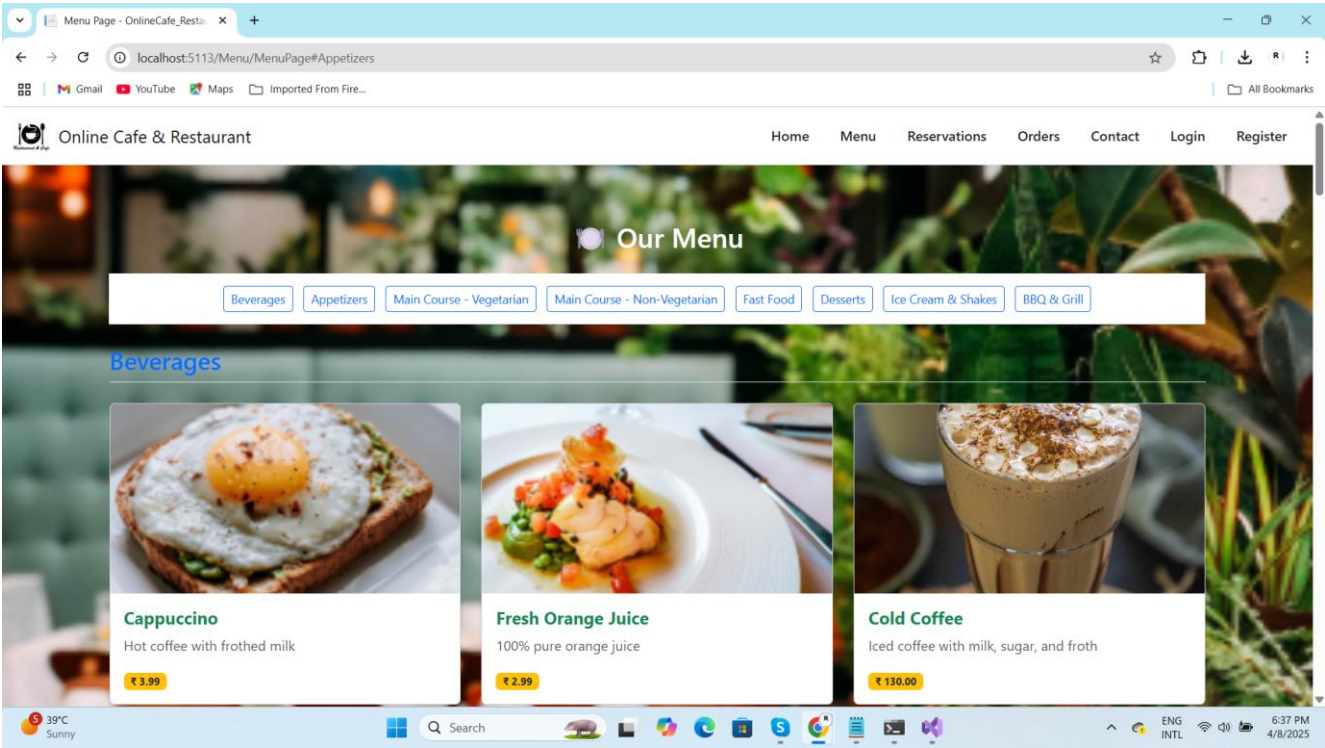 Menu Page - OnlineCafe_Restau
localhost:5113/Menu/MenuPage#Appetizers
Gmail YouTube Maps Imported From Fire... All Bookmarks
Online Cafe & Restaurant Home Menu Reservations Orders Contact Login Register
Our Menu
Beverages Appetizers Main Course - Vegetarian Main Course - Non-Vegetarian Fast Food Desserts Ice Cream & Shakes BBQ & Grill
Beverages
Cappuccino Fresh Orange Juice Cold Coffee
Hot coffee with frothed milk 100% pure orange juice Iced coffee with milk, sugar, and froth
₹ 3.99 ₹ 2.99 ₹ 130.00
5 39°C Search ENG 6:37 PM
Sunny INTL 4/8/2025